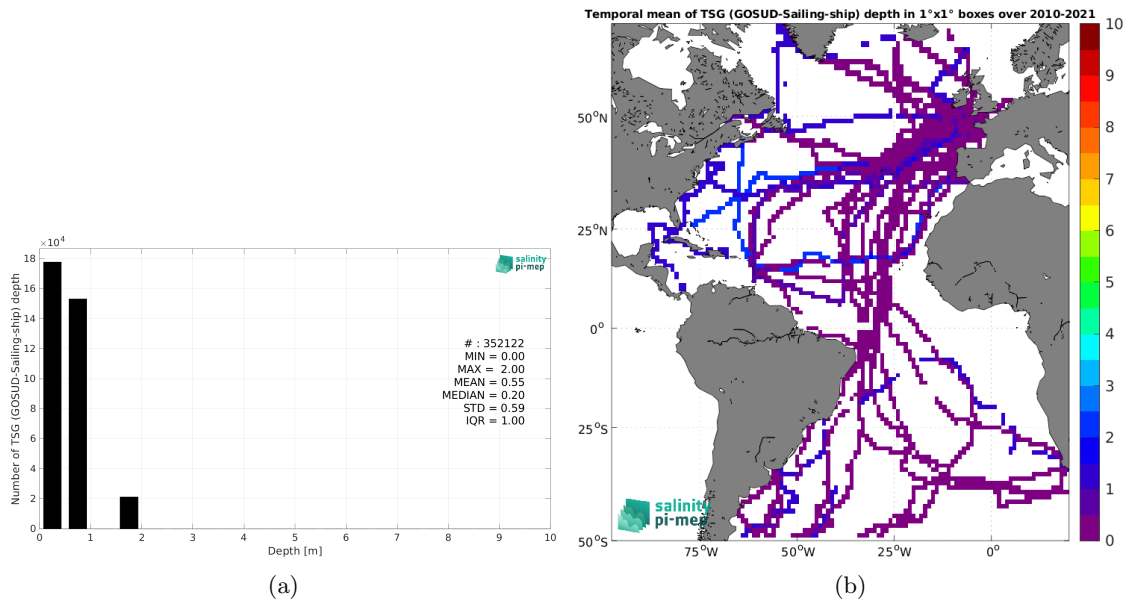 Temporal mean of TSG (GOSUD-Sailing-ship) depth in 1°x1° boxes over 2010-2021
×10⁴
Number of TSG (GOSUD-Sailing-ship) depth
18
16
14
12
10
8
6
4
2
0
0 1 2 3 4 5 6 7 8 9 10
Depth [m]
salinity
pi-mep
# : 352122
MIN = 0.00
MAX = 2.00
MEAN = 0.55
MEDIAN = 0.20
STD = 0.59
IQR = 1.00
(a)
50°N
25°N
0°
25°S
50°S
75°W 50°W 25°W 0°
salinity
pi-mep
10
9
8
7
6
5
4
3
2
1
0
(b)